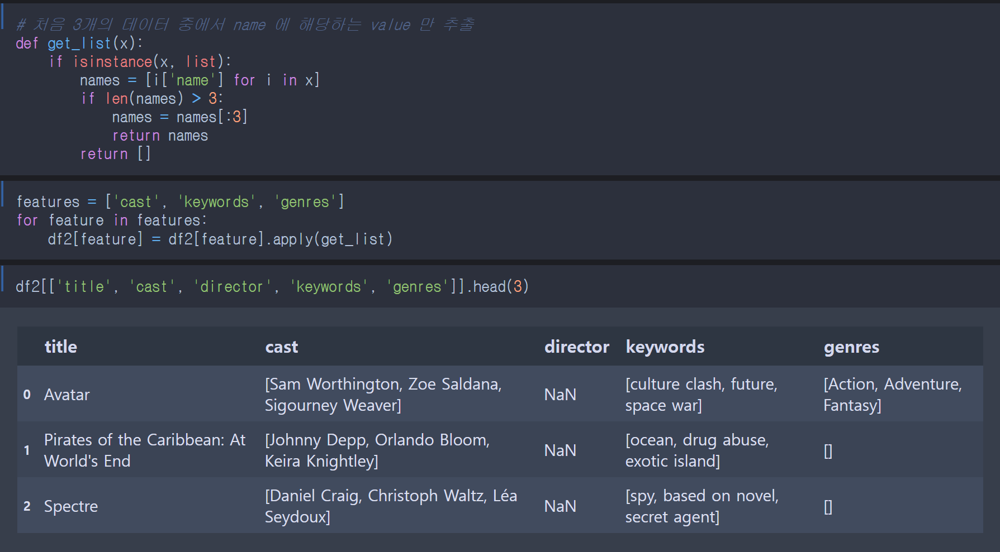 # 처음 3개의 데이터 중에서 name 에 해당하는 value 만 추출
def get_list(x):
    if isinstance(x, list):
        names = [i['name'] for i in x]
        if len(names) > 3:
            names = names[:3]
            return names
        return []
features = ['cast', 'keywords', 'genres']
for feature in features:
    df2[feature] = df2[feature].apply(get_list)
df2[['title', 'cast', 'director', 'keywords', 'genres']].head(3)
title cast director keywords genres
0 Avatar [Sam Worthington, Zoe Saldana, Sigourney Weaver] NaN [culture clash, future, space war] [Action, Adventure, Fantasy]
1 Pirates of the Caribbean: At World's End [Johnny Depp, Orlando Bloom, Keira Knightley] NaN [ocean, drug abuse, exotic island] []
2 Spectre [Daniel Craig, Christoph Waltz, Léa Seydoux] NaN [spy, based on novel, secret agent] []